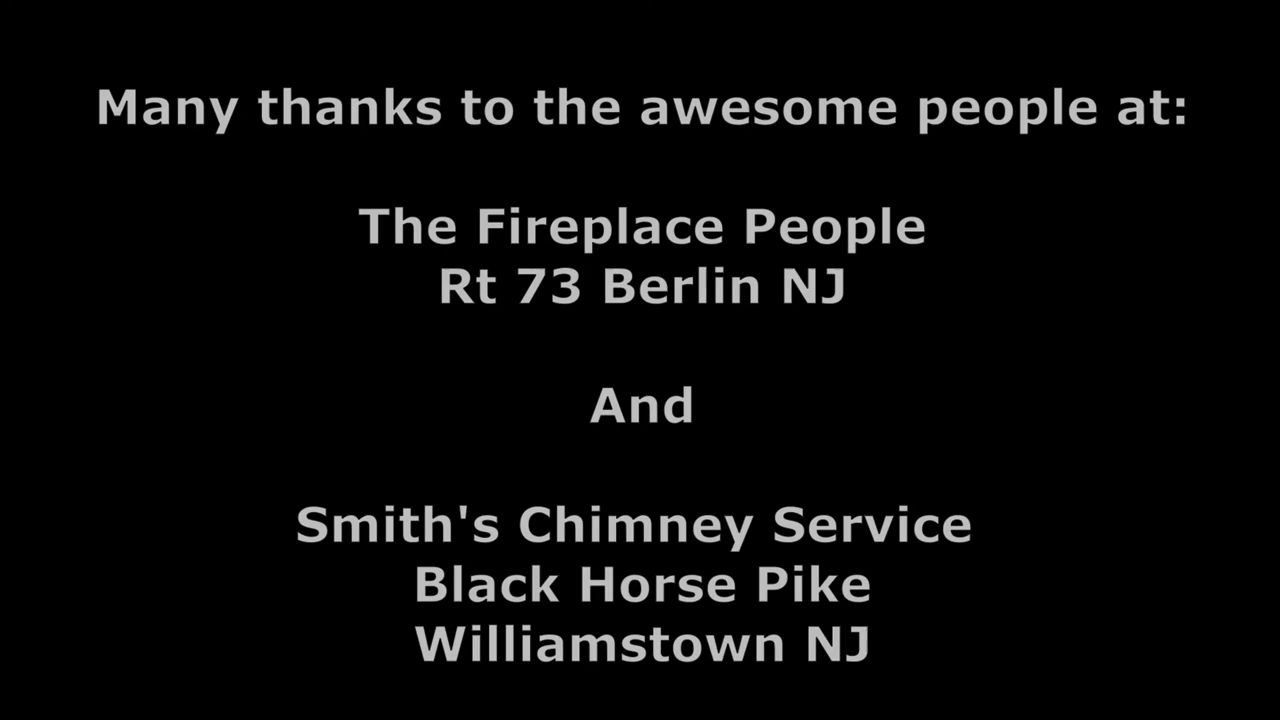 Many thanks to the awesome people at:
The Fireplace People
Rt 73 Berlin NJ
And
Smith's Chimney Service
Black Horse Pike
Williamstown NJ